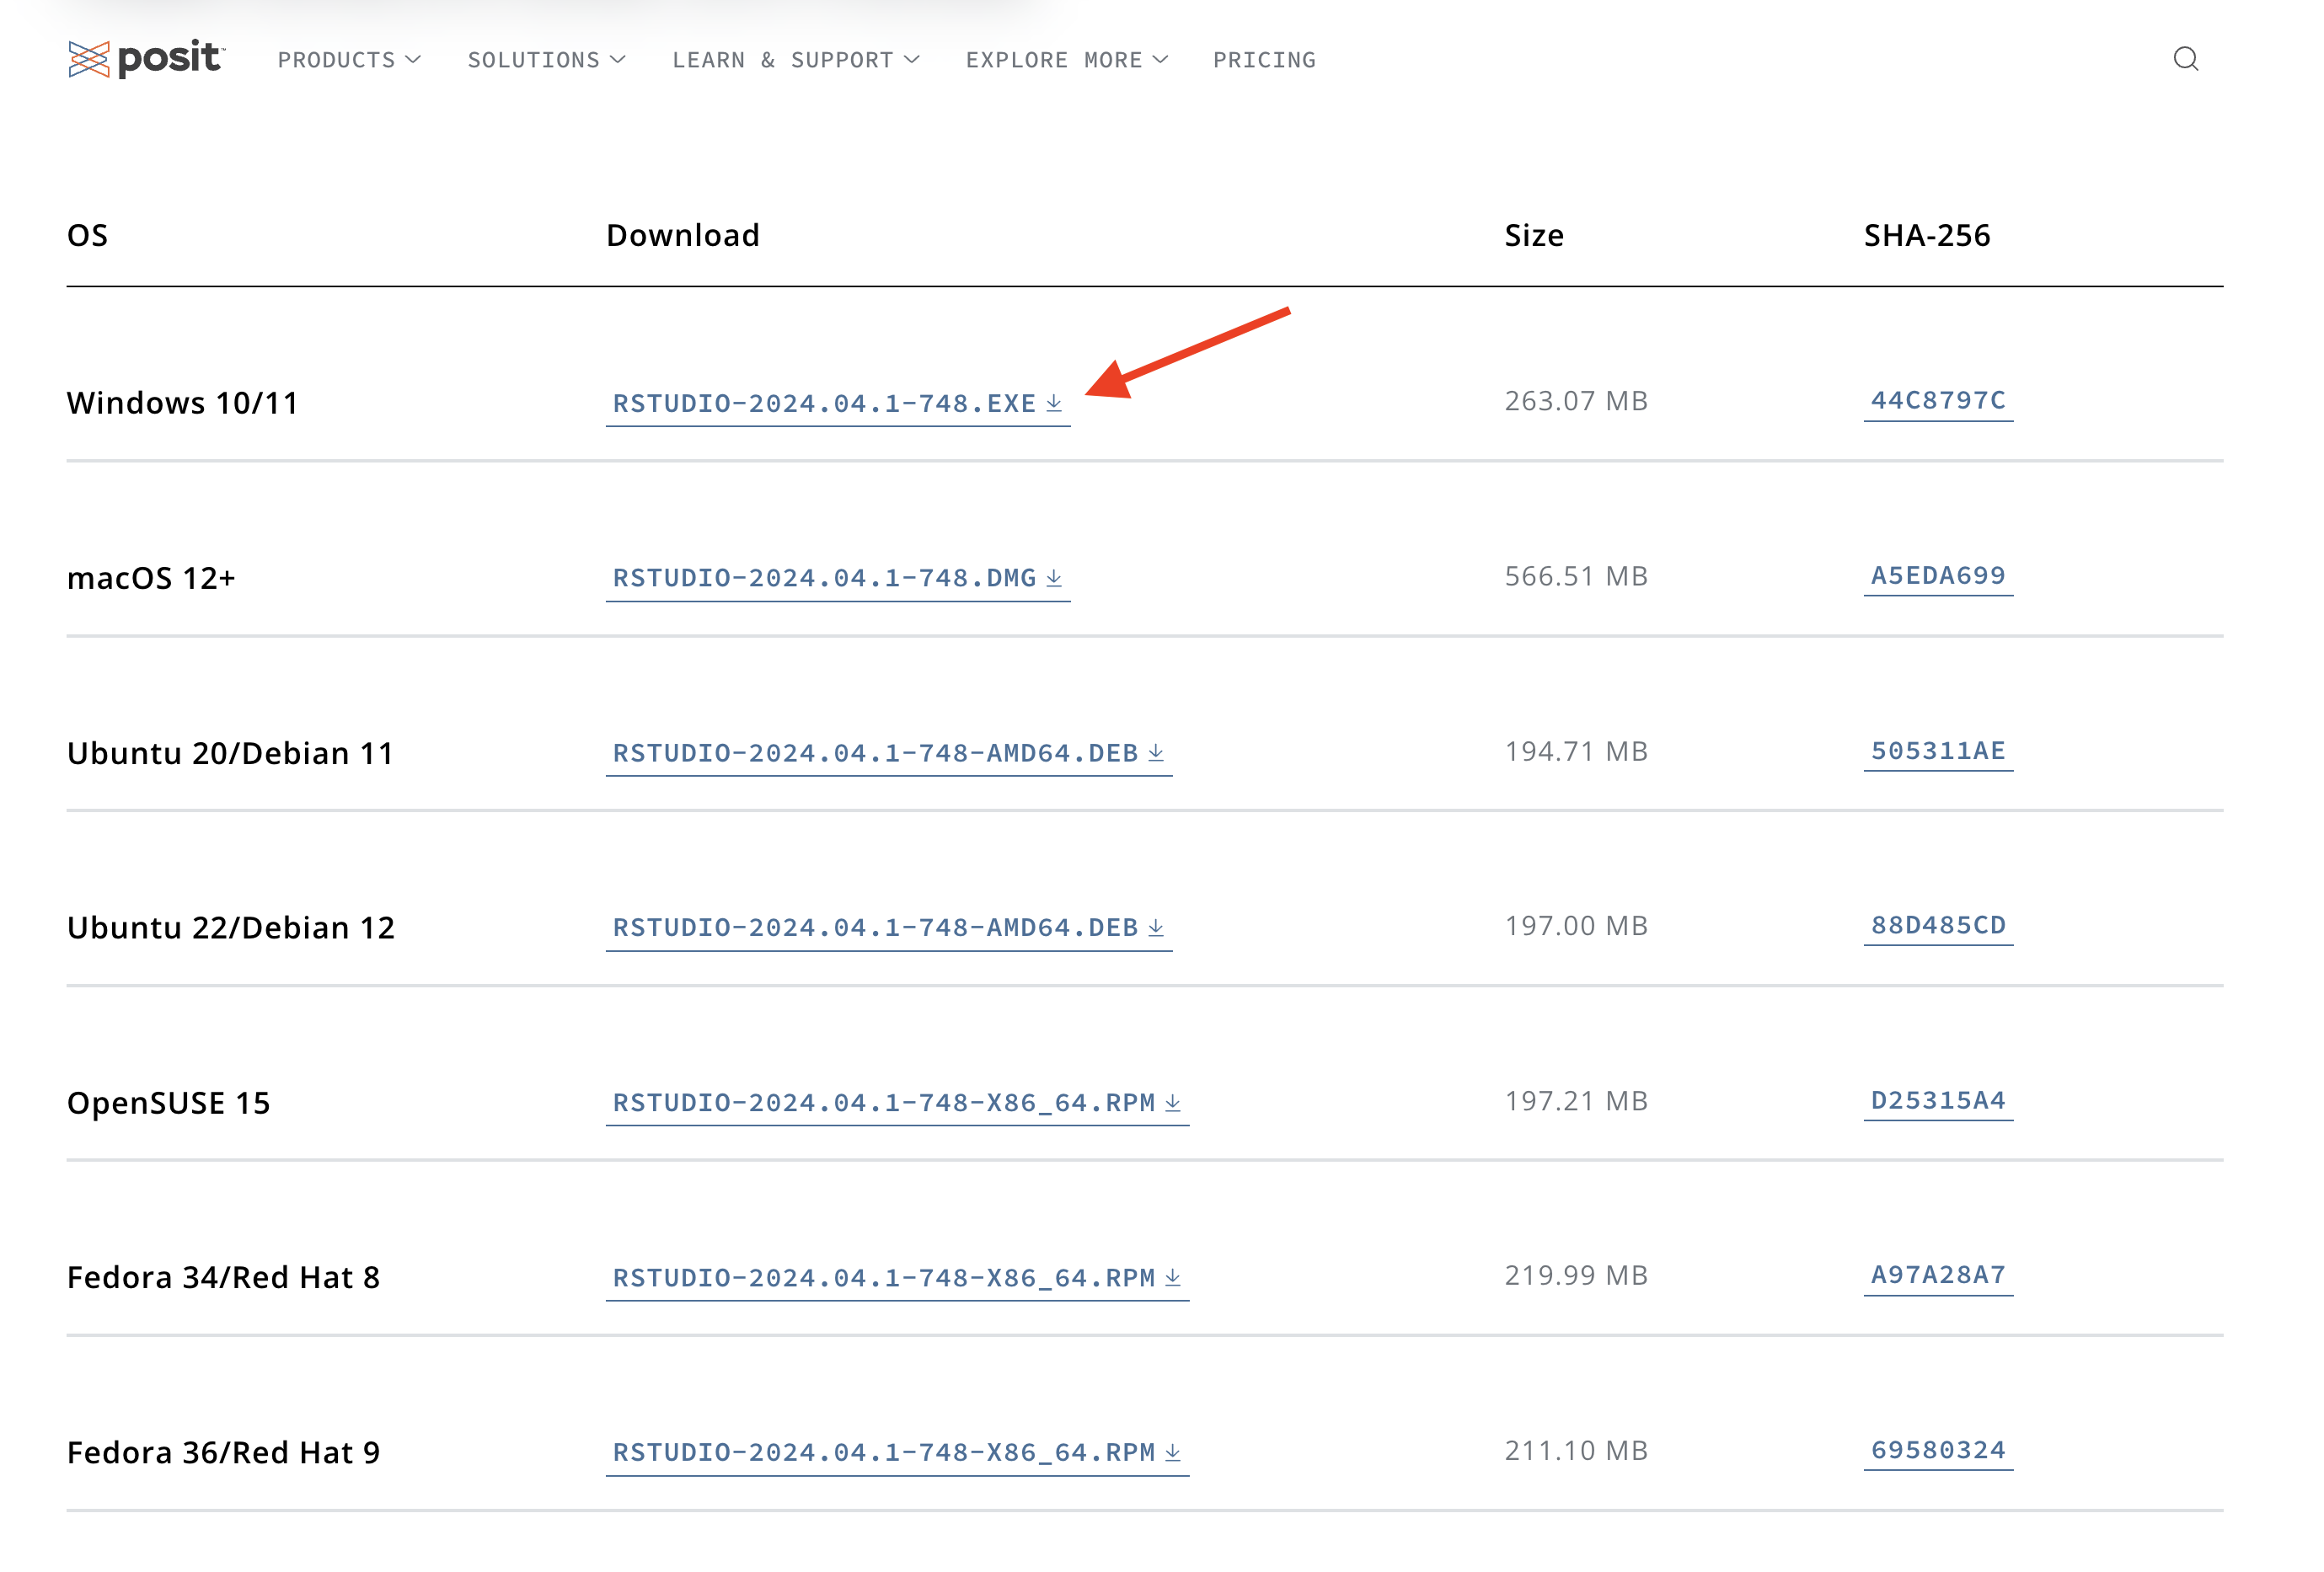 posit™ PRODUCTS SOLUTIONS LEARN & SUPPORT EXPLORE MORE PRICING
OS Download Size SHA-256
Windows 10/11 RSTUDIO-2024.04.1-748.EXE 263.07 MB 44C8797C
macOS 12+ RSTUDIO-2024.04.1-748.DMG 566.51 MB A5EDA699
Ubuntu 20/Debian 11 RSTUDIO-2024.04.1-748-AMD64.DEB 194.71 MB 505311AE
Ubuntu 22/Debian 12 RSTUDIO-2024.04.1-748-AMD64.DEB 197.00 MB 88D485CD
OpenSUSE 15 RSTUDIO-2024.04.1-748-X86_64.RPM 197.21 MB D25315A4
Fedora 34/Red Hat 8 RSTUDIO-2024.04.1-748-X86_64.RPM 219.99 MB A97A28A7
Fedora 36/Red Hat 9 RSTUDIO-2024.04.1-748-X86_64.RPM 211.10 MB 69580324